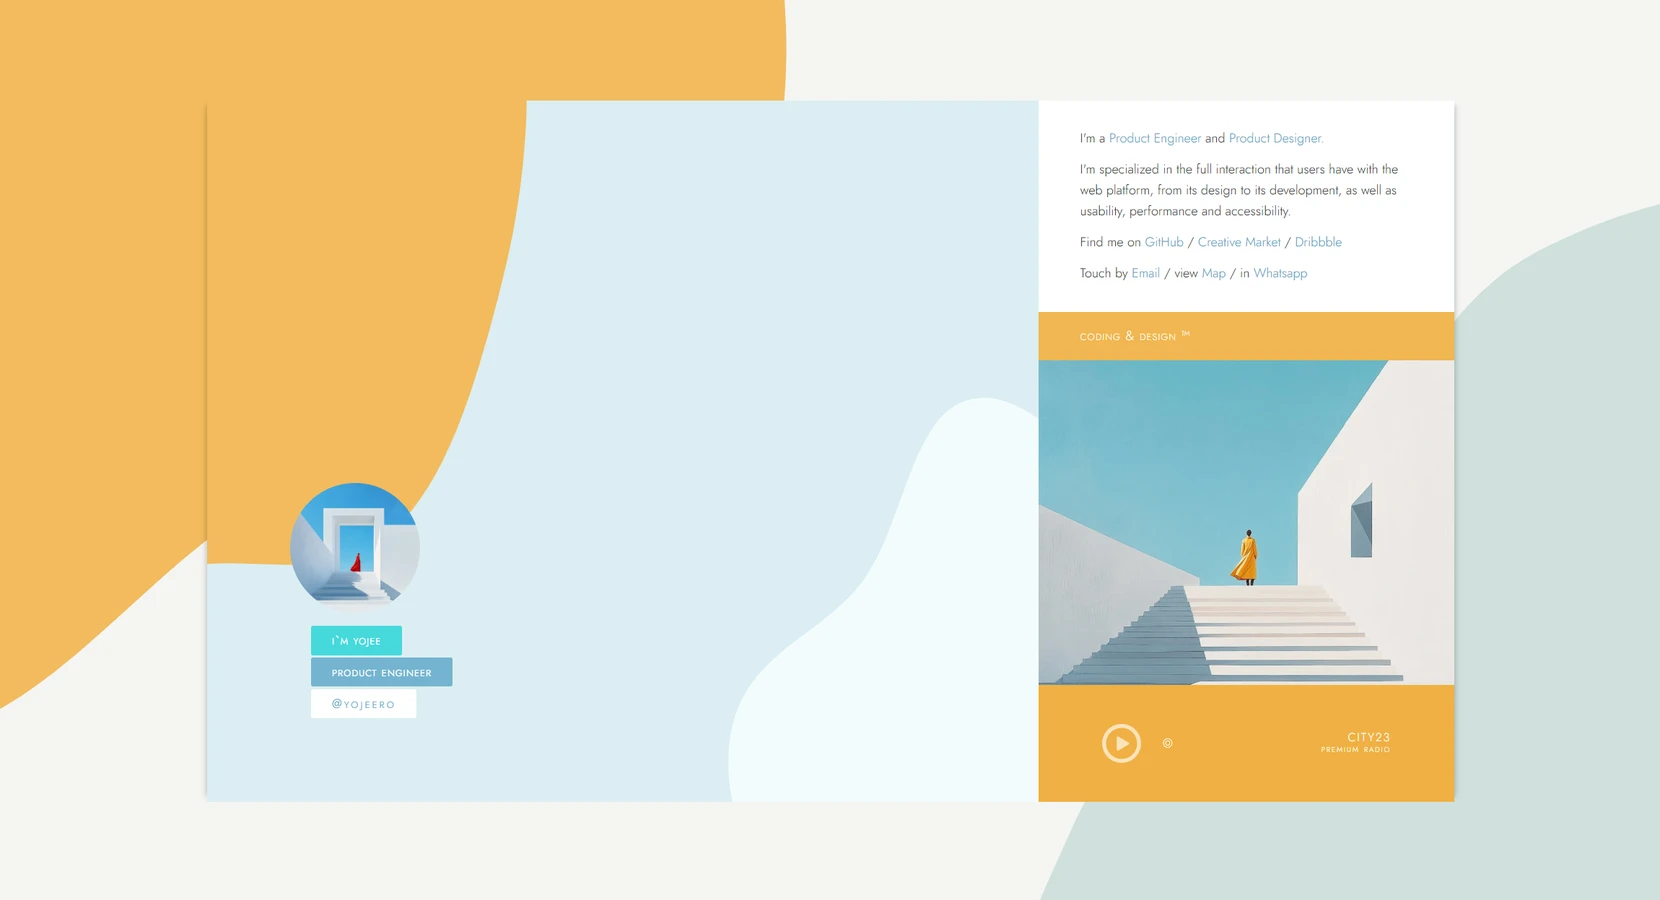 I'm a Product Engineer and Product Designer.
I'm specialized in the full interaction that users have with the
web platform, from its design to its development, as well as
usability, performance and accessibility.
Find me on GitHub / Creative Market / Dribbble
Touch by Email / view Map / in Whatsapp
CODING & DESIGN ™
I`M YOJEE
PRODUCT ENGINEER
@YOJEERO
©
CITY23
PREMIUM RADIO